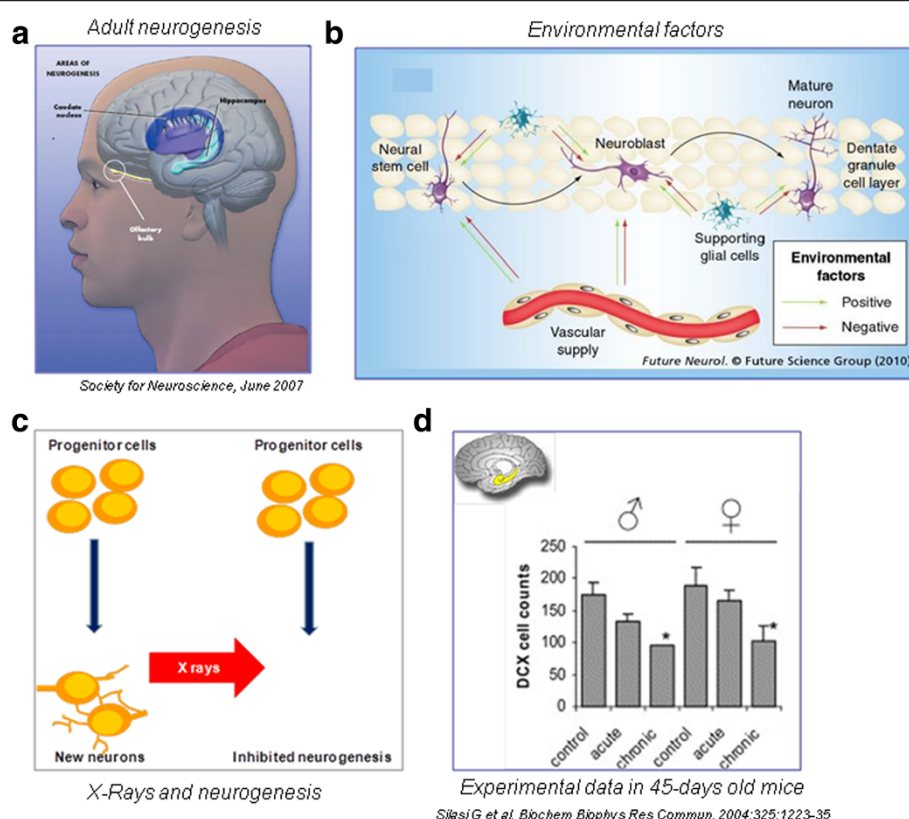 a
Adult neurogenesis
AREAS OF
NEUROGENESIS
Caudate
nucleus
Hippocampus
Olfactory
bulb
Society for Neuroscience, June 2007
b
Environmental factors
Mature
neuron
Neural
stem cell
Neuroblast
Dentate
granule
cell layer
Supporting
glial cells
Environmental
factors
Positive
Negative
Vascular
supply
Future Neurol. © Future Science Group (2010)
c
Progenitor cells
Progenitor cells
X rays
New neurons
Inhibited neurogenesis
X-Rays and neurogenesis
d
♂
♀
DCX cell counts
250
200
150
100
50
0
*
*
control
acute
chronic
control
acute
chronic
Experimental data in 45-days old mice
Silasi G et al. Biochem Biophys Res Commun. 2004;325:1223-35